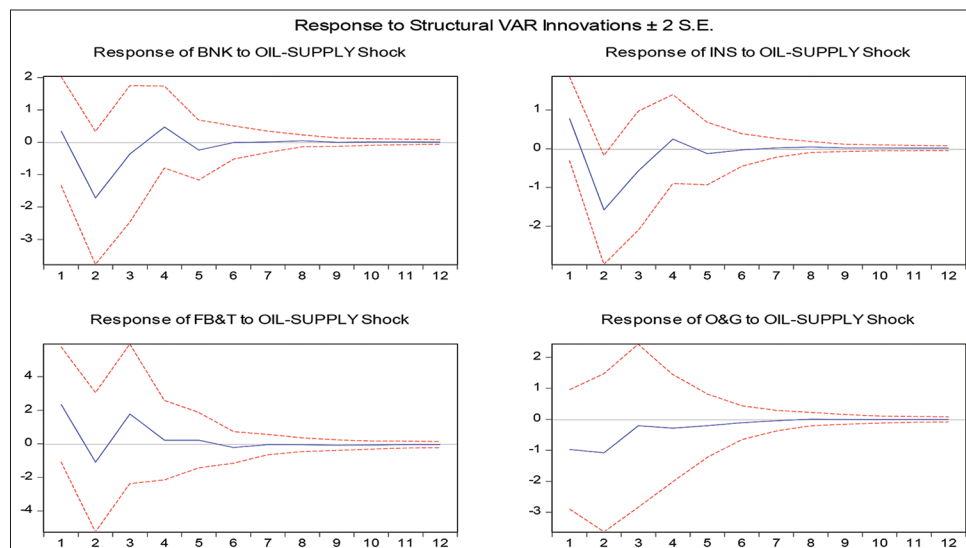 Response to Structural VAR Innovations ± 2 S.E.
Response of BNK to OIL-SUPPLY Shock
2
1
0
-1
-2
-3
1 2 3 4 5 6 7 8 9 10 11 12
Response of INS to OIL-SUPPLY Shock
1
0
-1
-2
1 2 3 4 5 6 7 8 9 10 11 12
Response of FB&T to OIL-SUPPLY Shock
4
2
0
-2
-4
1 2 3 4 5 6 7 8 9 10 11 12
Response of O&G to OIL-SUPPLY Shock
2
1
0
-1
-2
-3
1 2 3 4 5 6 7 8 9 10 11 12